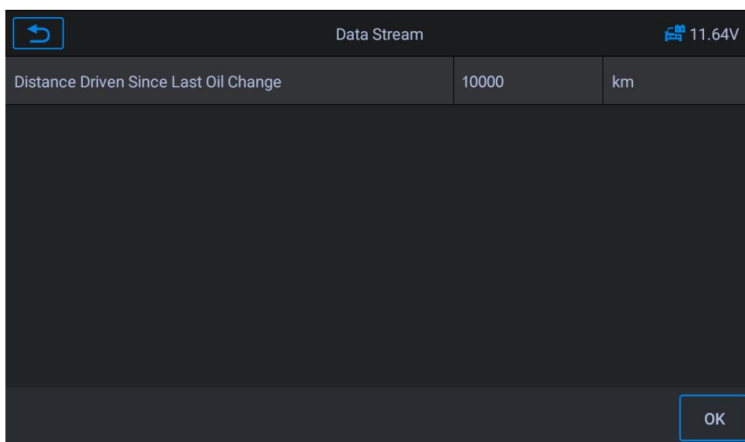 Data Stream
11.64V
Distance Driven Since Last Oil Change 10000 km
OK